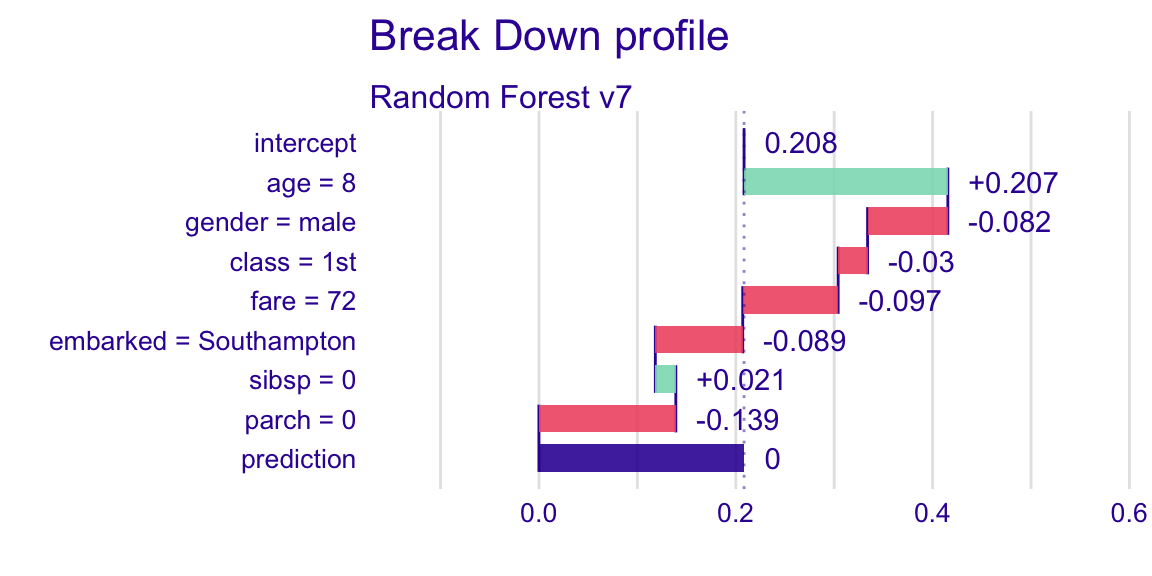 Break Down profile
Random Forest v7
intercept 0.208
age = 8 +0.207
gender = male -0.082
class = 1st -0.03
fare = 72 -0.097
embarked = Southampton -0.089
sibsp = 0 +0.021
parch = 0 -0.139
prediction 0
0.0 0.2 0.4 0.6